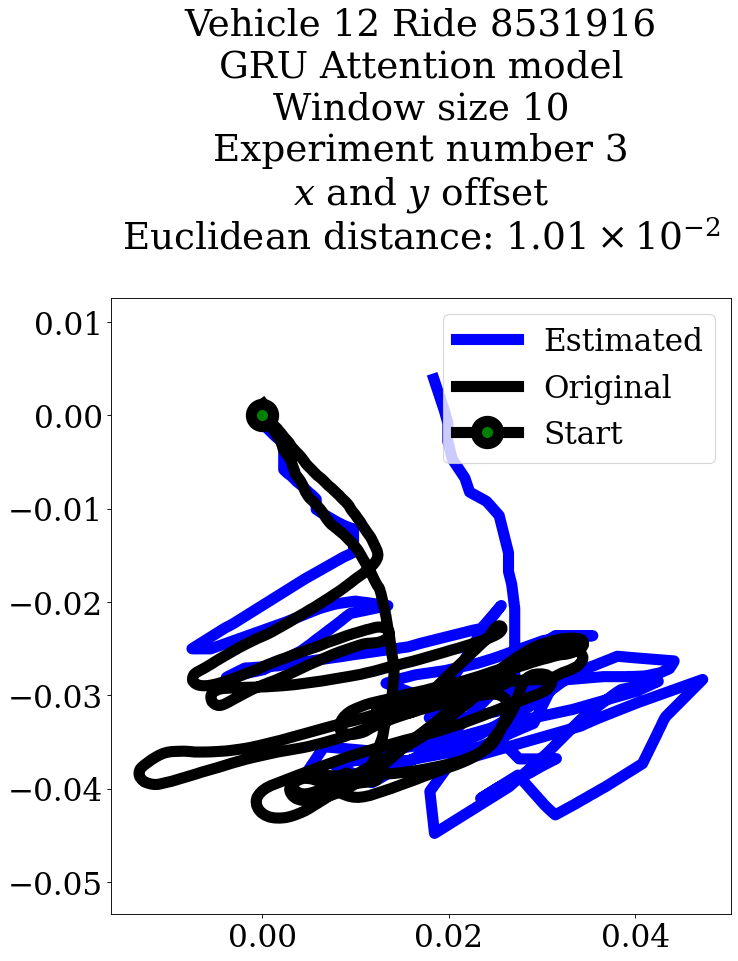 Vehicle 12 Ride 8531916
GRU Attention model
Window size 10
Experiment number 3
x and y offset
Euclidean distance: 1.01 × 10⁻²
Estimated
Original
Start
0.01
0.00
−0.01
−0.02
−0.03
−0.04
−0.05
0.00 0.02 0.04